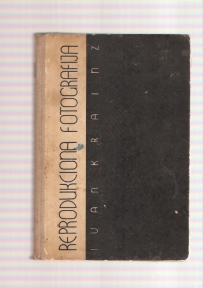 REPRODUKCIONA FOTOGRAFIJA
IVAN KRAINZ